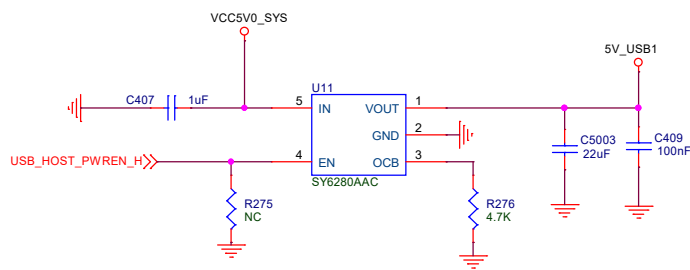 VCC5V0_SYS
5V_USB1
U11
C407 1uF
5 IN VOUT 1
GND 2
USB_HOST_PWREN_H 4 EN OCB 3
SY6280AAC
C5003
22uF
C409
100nF
R275
NC
R276
4.7K